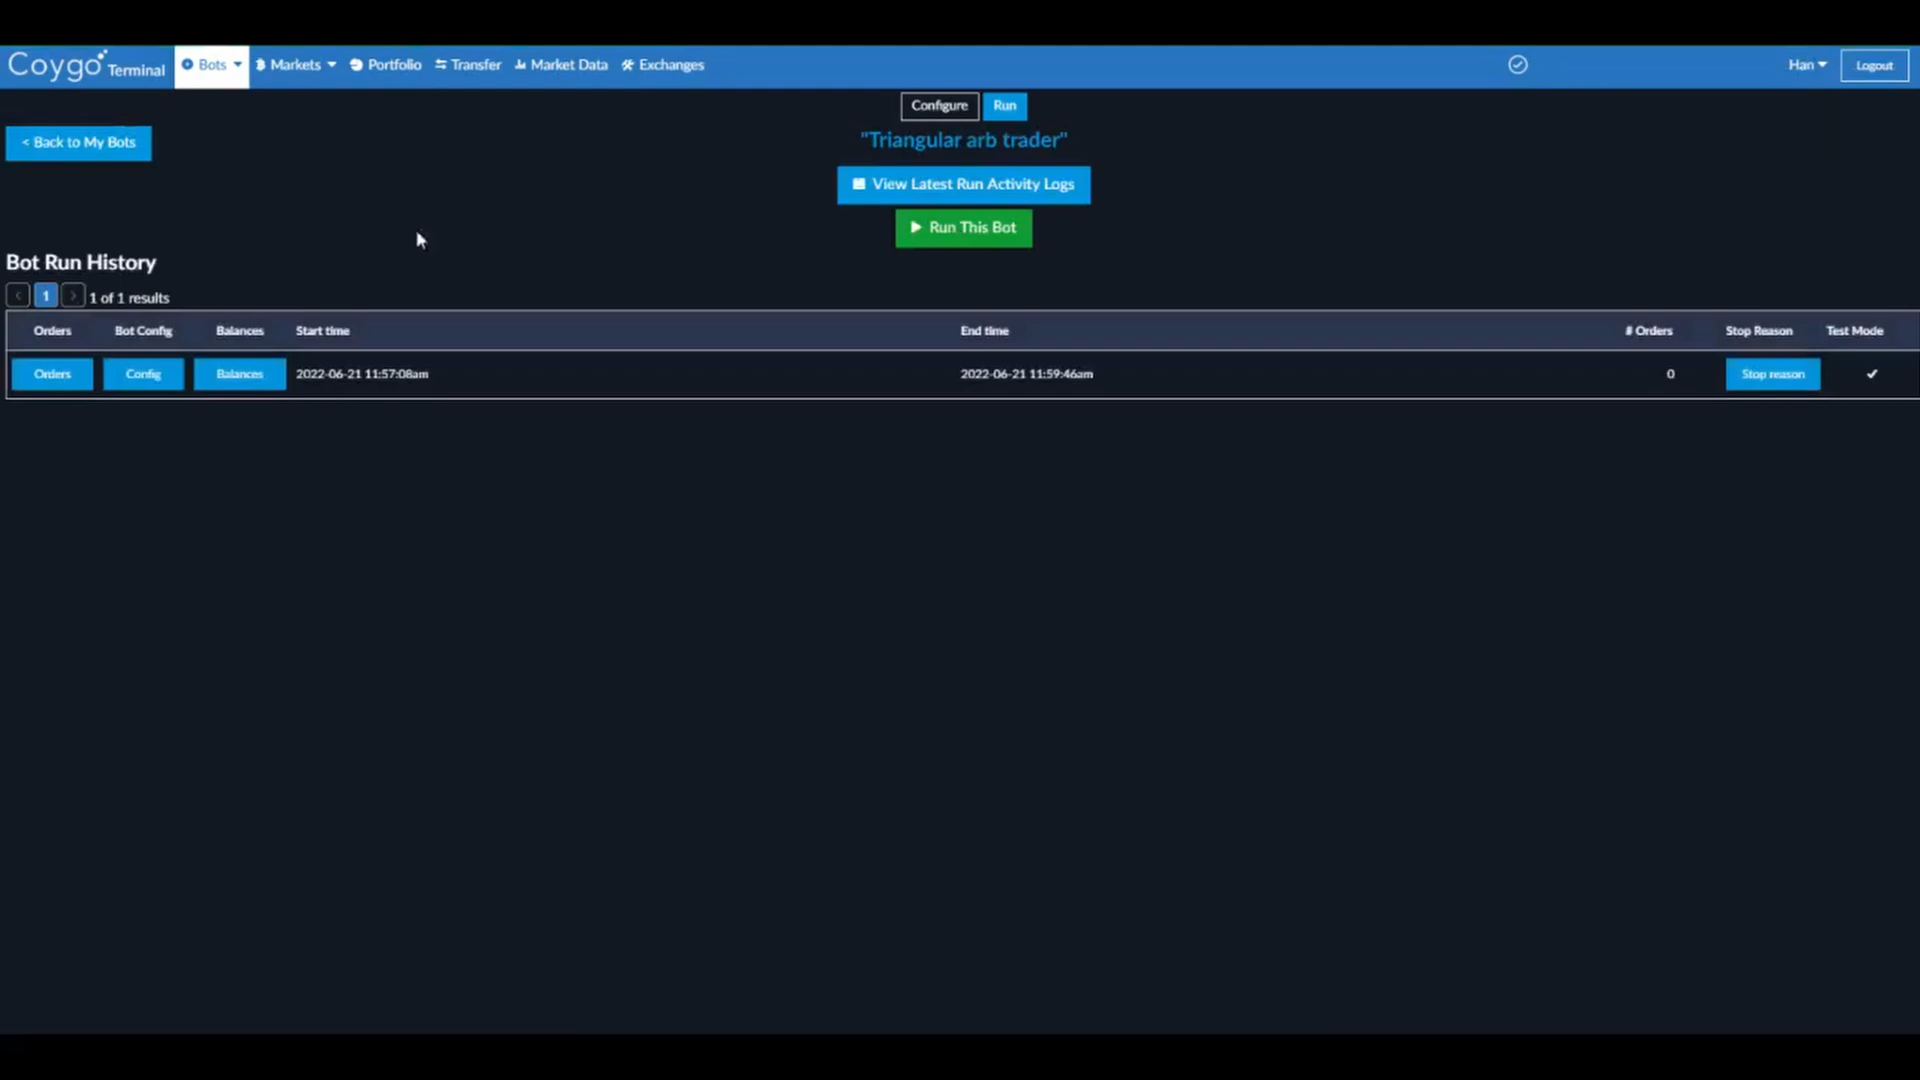 Coygo Terminal Bots Markets Portfolio Transfer Market Data Exchanges Han Logout
Configure Run
< Back to My Bots
"Triangular arb trader"
View Latest Run Activity Logs
Run This Bot
Bot Run History
< 1 > 1 of 1 results
Orders Bot Config Balances Start time End time # Orders Stop Reason Test Mode
Orders Config Balances 2022-06-21 11:57:08am 2022-06-21 11:59:46am 0 Stop reason ✓